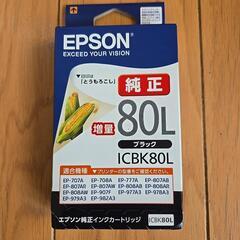 EPSON
EXCEED YOUR VISION
目印は
「とうもろこし」
純正
増量
80L
ブラック
ICBK80L
適合機種
▼プリンターの型番をご確認ください。
EP-707A EP-708A EP-777A EP-807AB
EP-807AR EP-807AW EP-808AB EP-808AR
EP-808AW EP-907F EP-977A3 EP-978A3
EP-979A3 EP-982A3
エプソン純正インクカートリッジ
ICBK80L